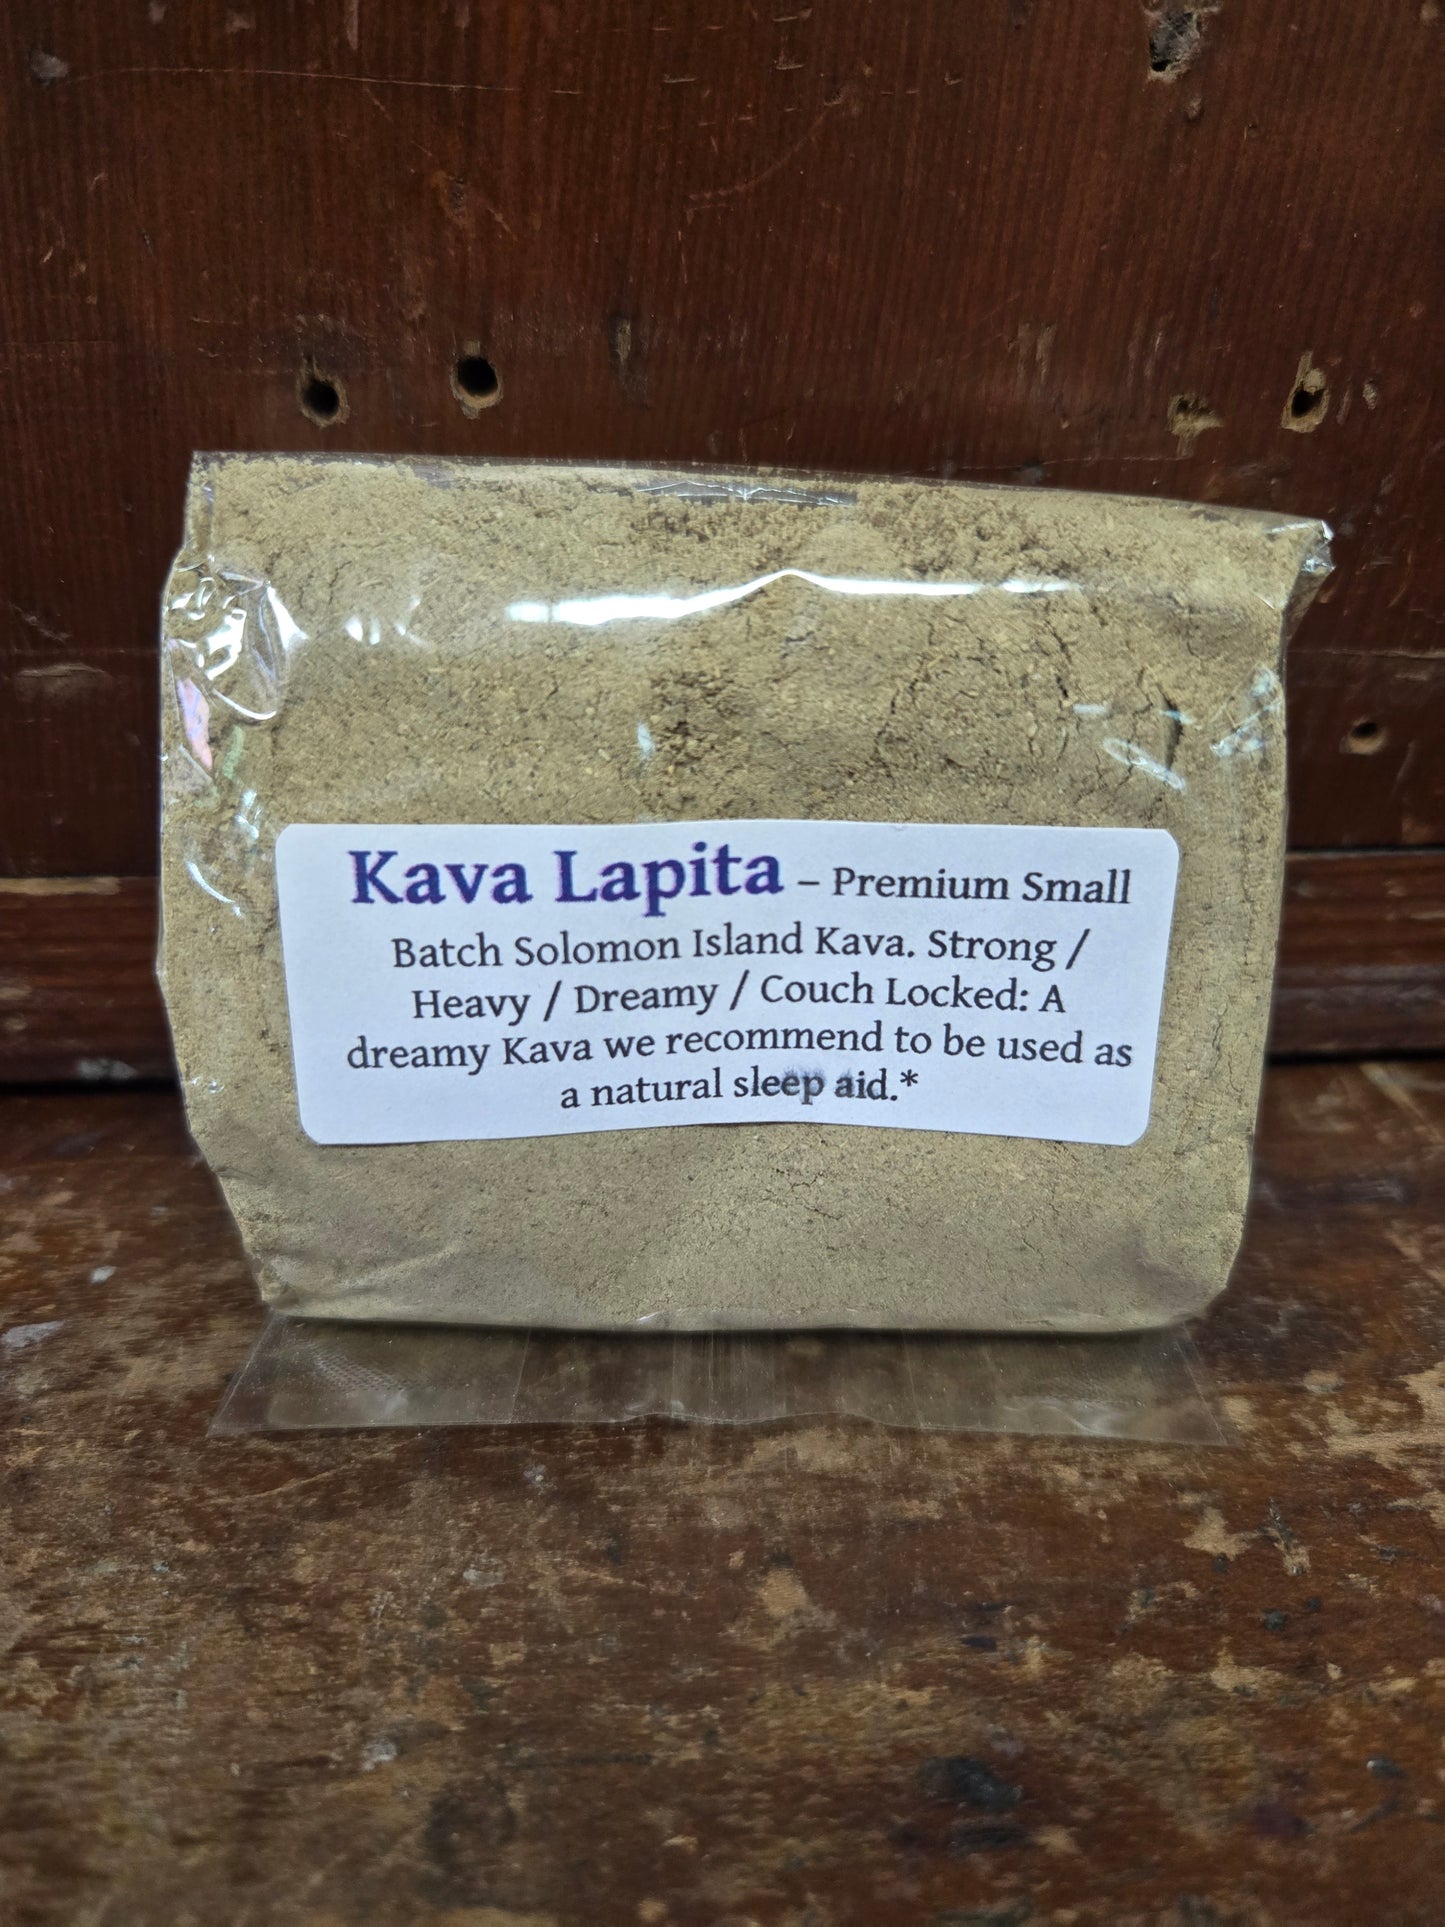 Kava Lapita – Premium Small
Batch Solomon Island Kava. Strong /
Heavy / Dreamy / Couch Locked: A
dreamy Kava we recommend to be used as
a natural sleep aid.*